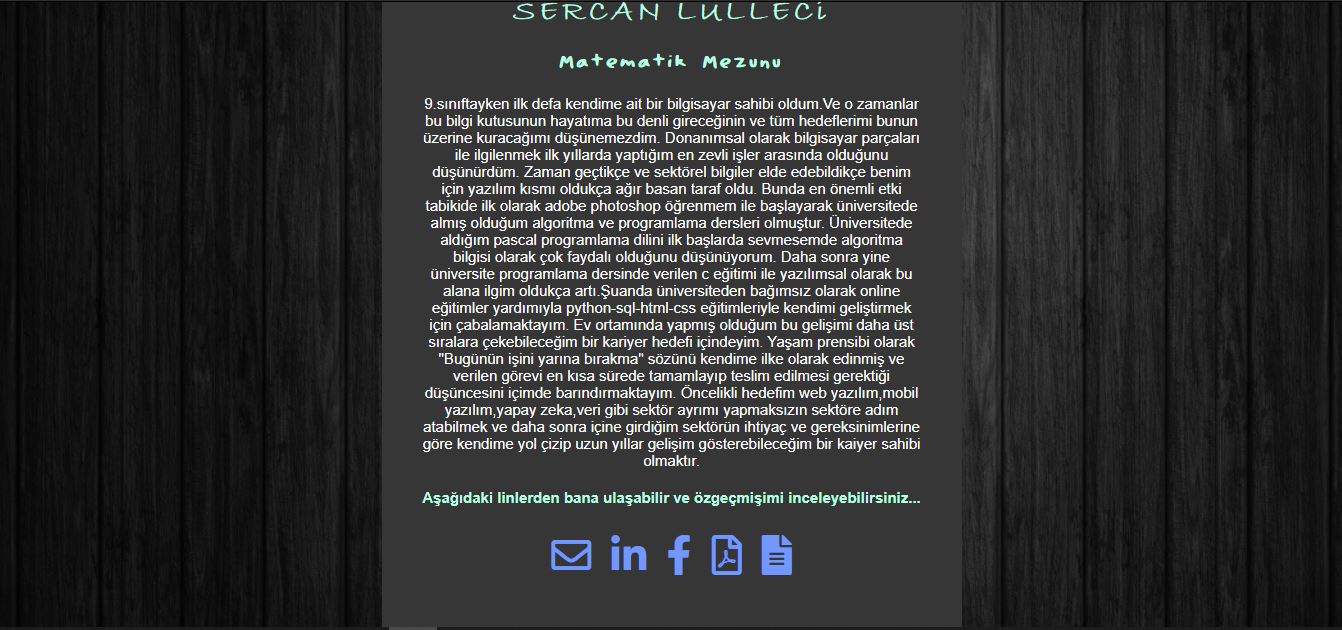 SERCAN LÜLLECİ
Matematik Mezunu
9.sınıftayken ilk defa kendime ait bir bilgisayar sahibi oldum.Ve o zamanlar
bu bilgi kutusunun hayatıma bu denli gireceğinin ve tüm hedeflerimi bunun
üzerine kuracağımı düşünemezdim. Donanımsal olarak bilgisayar parçaları
ile ilgilenmek ilk yıllarda yaptığım en zevli işler arasında olduğunu
düşünürdüm. Zaman geçtikçe ve sektörel bilgiler elde edebildikçe benim
için yazılım kısmı oldukça ağır basan taraf oldu. Bunda en önemli etki
tabikide ilk olarak adobe photoshop öğrenmem ile başlayarak üniversitede
almış olduğum algoritma ve programlama dersleri olmuştur. Üniversitede
aldığım pascal programlama dilini ilk başlarda sevmesemde algoritma
bilgisi olarak çok faydalı olduğunu düşünüyorum. Daha sonra yine
üniversite programlama dersinde verilen c eğitimi ile yazılımsal olarak bu
alana ilgim oldukça artı.Şuanda üniversiteden bağımsız olarak online
eğitimler yardımıyla python-sql-html-css eğitimleriyle kendimi geliştirmek
için çabalamaktayım. Ev ortamında yapmış olduğum bu gelişimi daha üst
sıralara çekebileceğim bir kariyer hedefi içindeyim. Yaşam prensibi olarak
"Bugünün işini yarına bırakma" sözünü kendime ilke olarak edinmiş ve
verilen görevi en kısa sürede tamamlayıp teslim edilmesi gerektiği
düşüncesini içimde barındırmaktayım. Öncelikli hedefim web yazılım,mobil
yazılım,yapay zeka,veri gibi sektör ayrımı yapmaksızın sektöre adım
atabilmek ve daha sonra içine girdiğim sektörün ihtiyaç ve gereksinimlerine
göre kendime yol çizip uzun yıllar gelişim gösterebileceğim bir kaiyer sahibi
olmaktır.
Aşağıdaki linlerden bana ulaşabilir ve özgeçmişimi inceleyebilirsiniz...